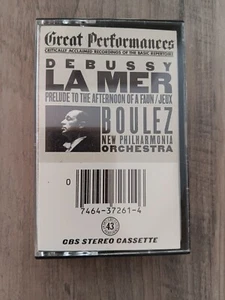 Great Performances
CRITICALLY ACCLAIMED RECORDINGS OF THE BASIC REPERTOIRE
DEBUSSY
LA MER
PRELUDE TO THE AFTERNOON OF A FAUN/JEUX
BOULEZ
NEW PHILHARMONIA
ORCHESTRA
0
7464-37261-4
43
CBS STEREO CASSETTE